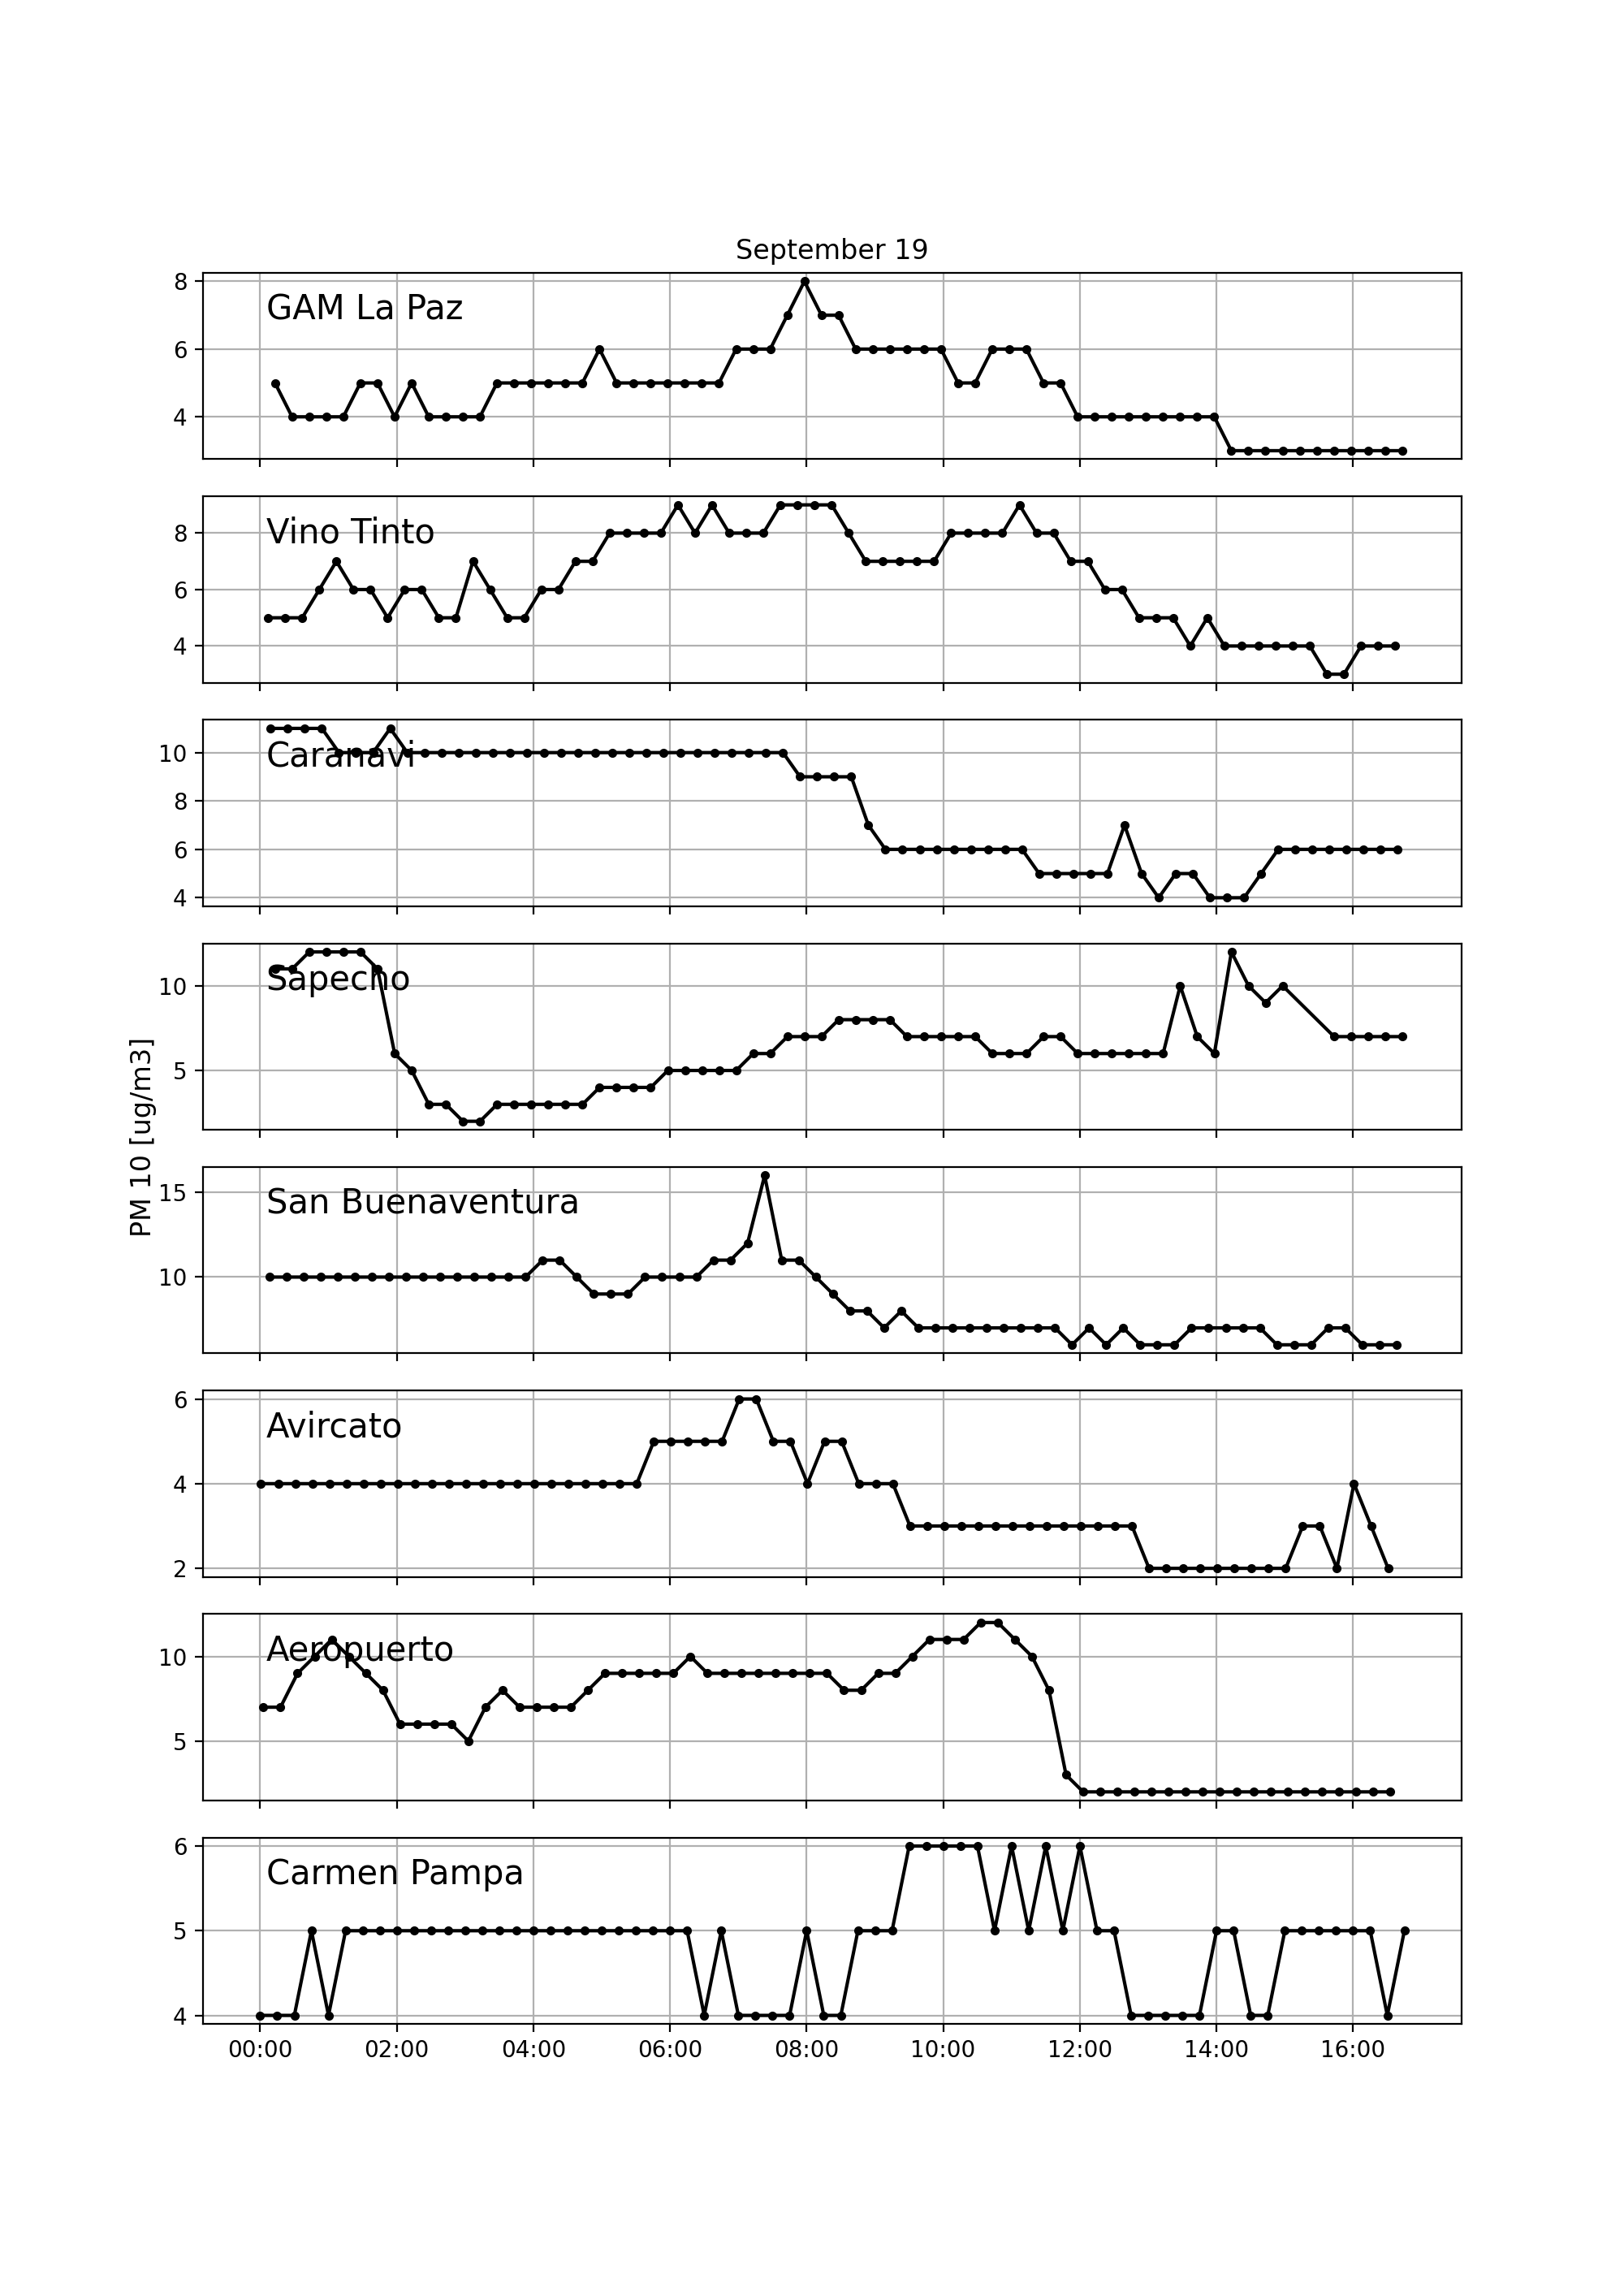 September 19
8
GAM La Paz
6
4
Vino Tinto
8
6
4
Caranavi
10
8
6
4
Sapecho
10
5
PM 10 [ug/m3]
San Buenaventura
15
10
6
Avircato
4
2
Aeropuerto
10
5
6
Carmen Pampa
5
4
00:00 02:00 04:00 06:00 08:00 10:00 12:00 14:00 16:00